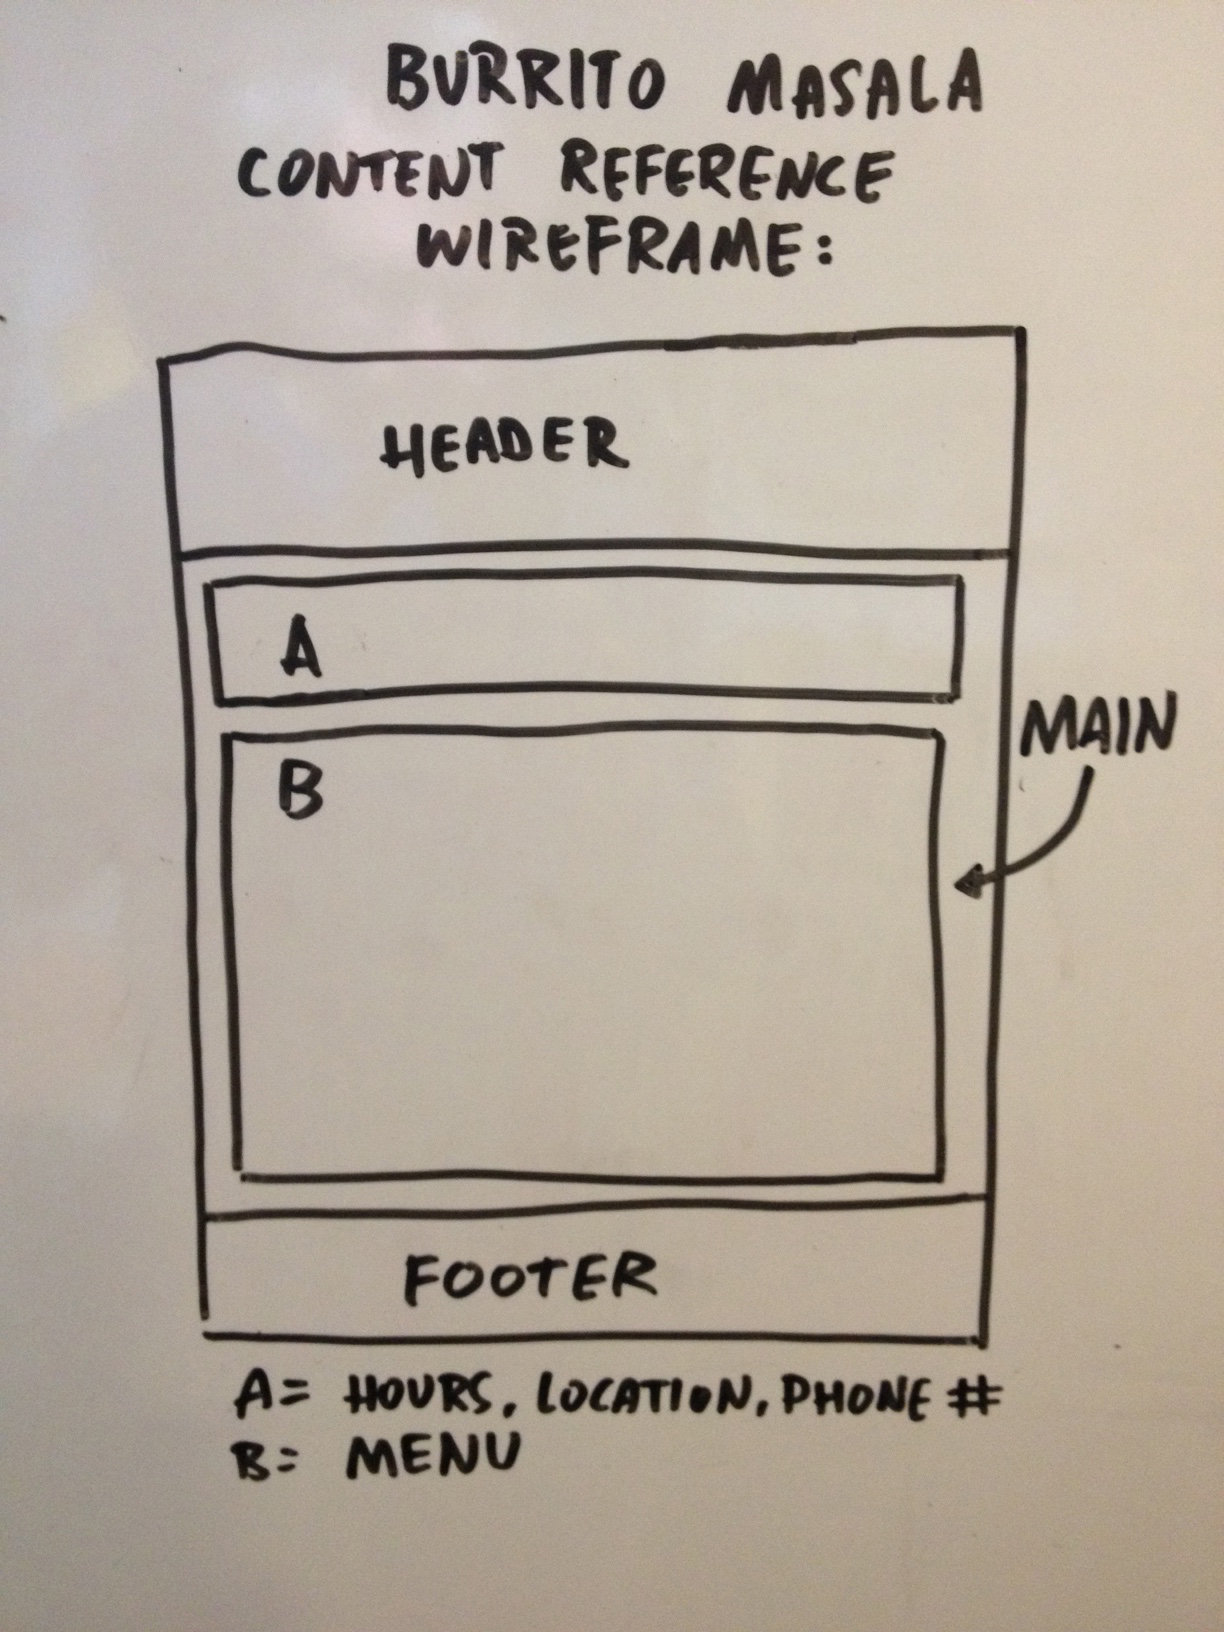 BURRITO MASALA
CONTENT REFERENCE
WIREFRAME:
HEADER
A
MAIN
B
FOOTER
A= HOURS, LOCATION, PHONE #
B= MENU